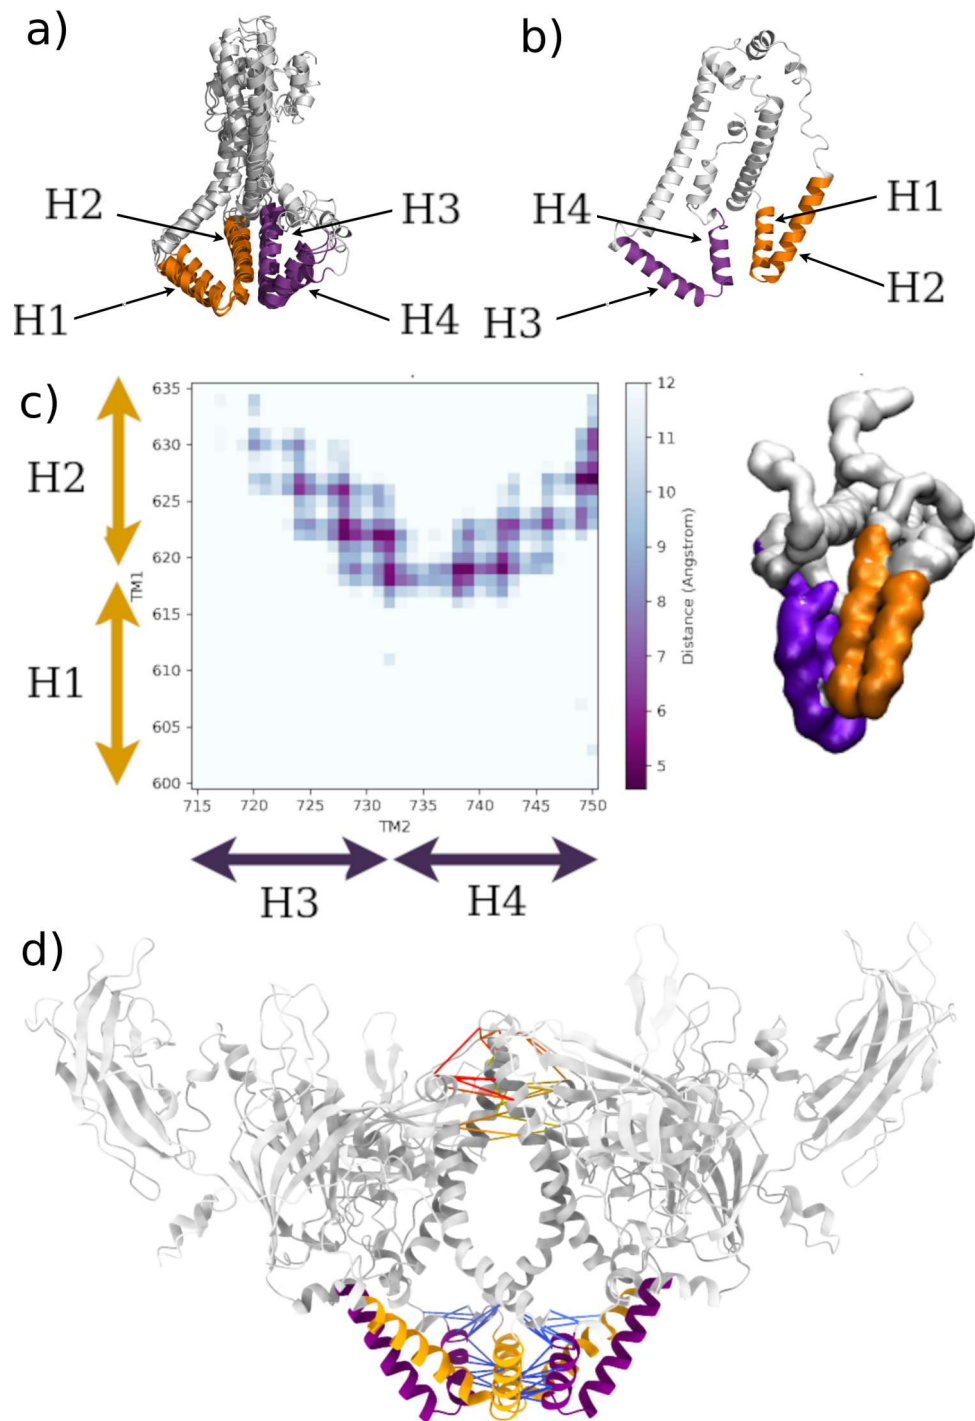 a)
b)
H2
H3
H1
H4
H4
H1
H3
H2
c)
H2
H1
635
630
625
620
615
610
605
600
TM1
715 720 725 730 735 740 745 750
TM2
12
11
10
9
8
7
6
5
Distance (Angstrom)
H3
H4
d)